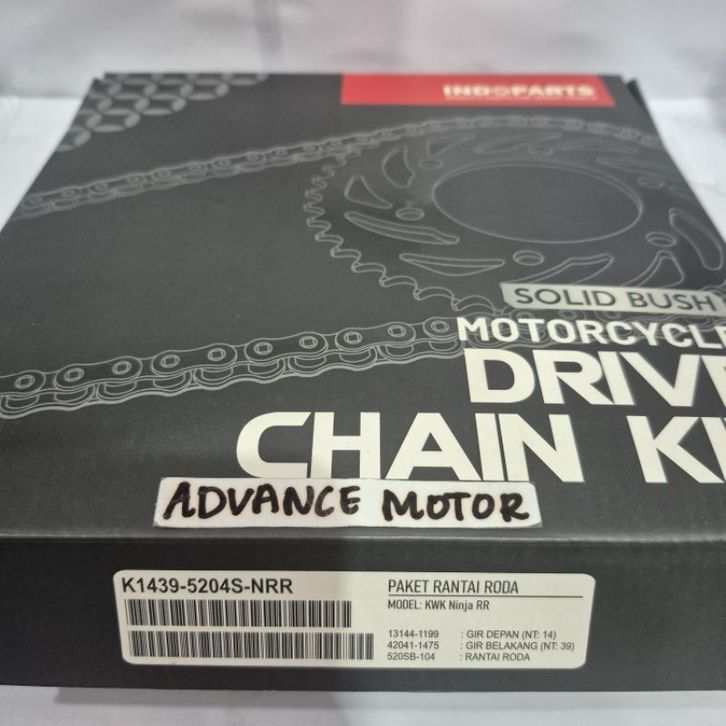 INDOPARTS
SOLID BUSH
MOTORCYCLE
DRIVE
CHAIN KI
ADVANCE MOTOR
K1439-5204S-NRR
PAKET RANTAI RODA
MODEL: KWK Ninja RR
13144-1199 : GIR DEPAN (NT: 14)
42041-1475 : GIR BELAKANG (NT: 39)
520SB-104 : RANTAI RODA